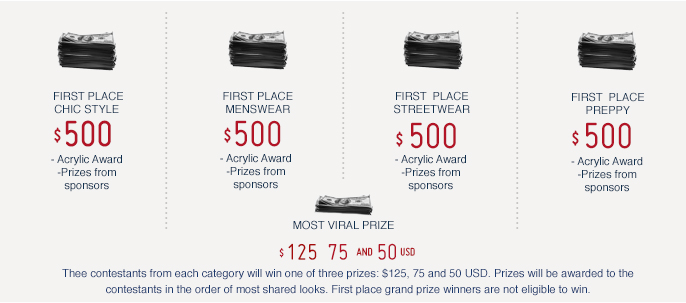 FIRST PLACE
CHIC STYLE
$500
- Acrylic Award
-Prizes from
sponsors
FIRST PLACE
MENSWEAR
$500
- Acrylic Award
-Prizes from
sponsors
FIRST PLACE
STREETWEAR
$500
- Acrylic Award
-Prizes from
sponsors
FIRST PLACE
PREPPY
$500
- Acrylic Award
-Prizes from
sponsors
MOST VIRAL PRIZE
$125 75 AND 50 USD
Thee contestants from each category will win one of three prizes: $125, 75 and 50 USD. Prizes will be awarded to the
contestants in the order of most shared looks. First place grand prize winners are not eligible to win.